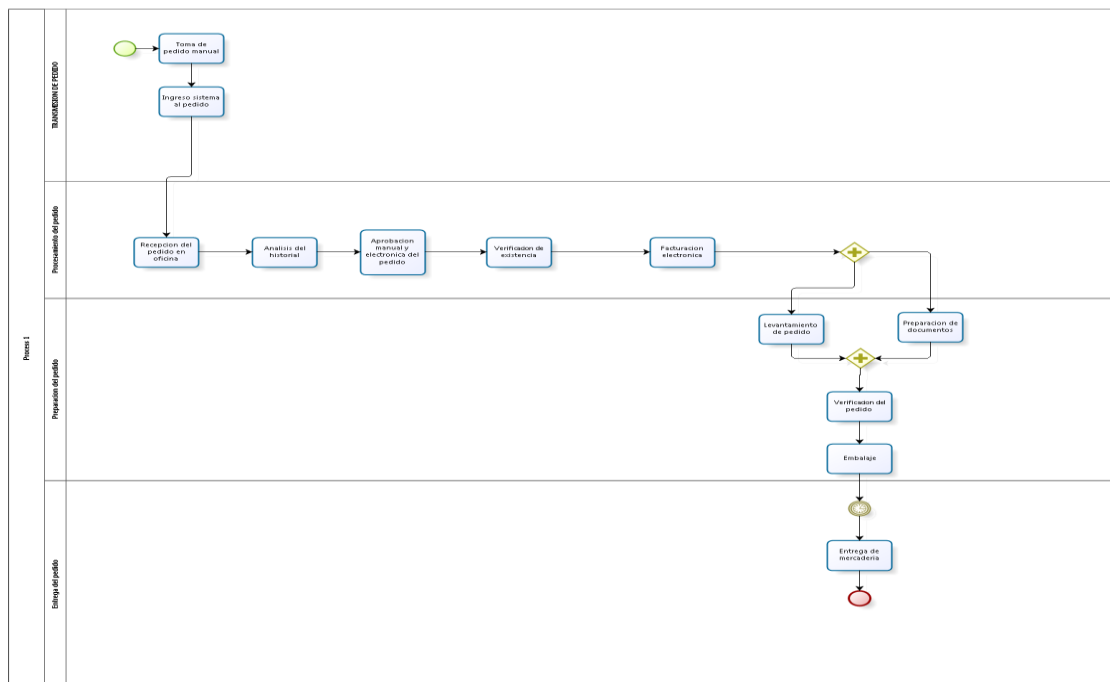 Process 1
TRANSMISION DE PEDIDO
Toma de
pedido manual
Ingreso sistema
al pedido
Procesamiento del pedido
Recepcion del
pedido en
oficina
Analisis del
historial
Aprobacion
manual y
electronica del
pedido
Verificacion de
existencia
Facturacion
electronica
Preparacion del pedido
Levantamiento
de pedido
Preparacion de
documentos
Verificacion del
pedido
Embalaje
Entrega del pedido
Entrega de
mercaderia